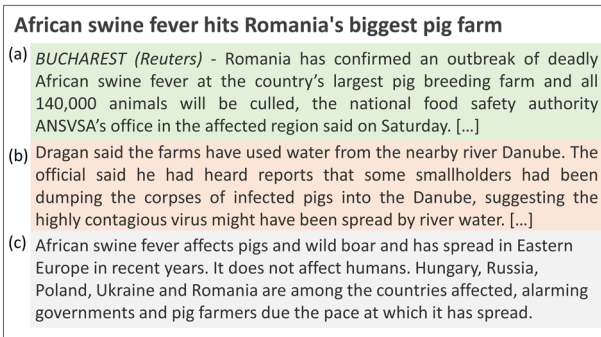 African swine fever hits Romania's biggest pig farm
(a) BUCHAREST (Reuters) - Romania has confirmed an outbreak of deadly
African swine fever at the country’s largest pig breeding farm and all
140,000 animals will be culled, the national food safety authority
ANSVSA’s office in the affected region said on Saturday. […]
(b) Dragan said the farms have used water from the nearby river Danube. The
official said he had heard reports that some smallholders had been
dumping the corpses of infected pigs into the Danube, suggesting the
highly contagious virus might have been spread by river water. […]
(c) African swine fever affects pigs and wild boar and has spread in Eastern
Europe in recent years. It does not affect humans. Hungary, Russia,
Poland, Ukraine and Romania are among the countries affected, alarming
governments and pig farmers due the pace at which it has spread.